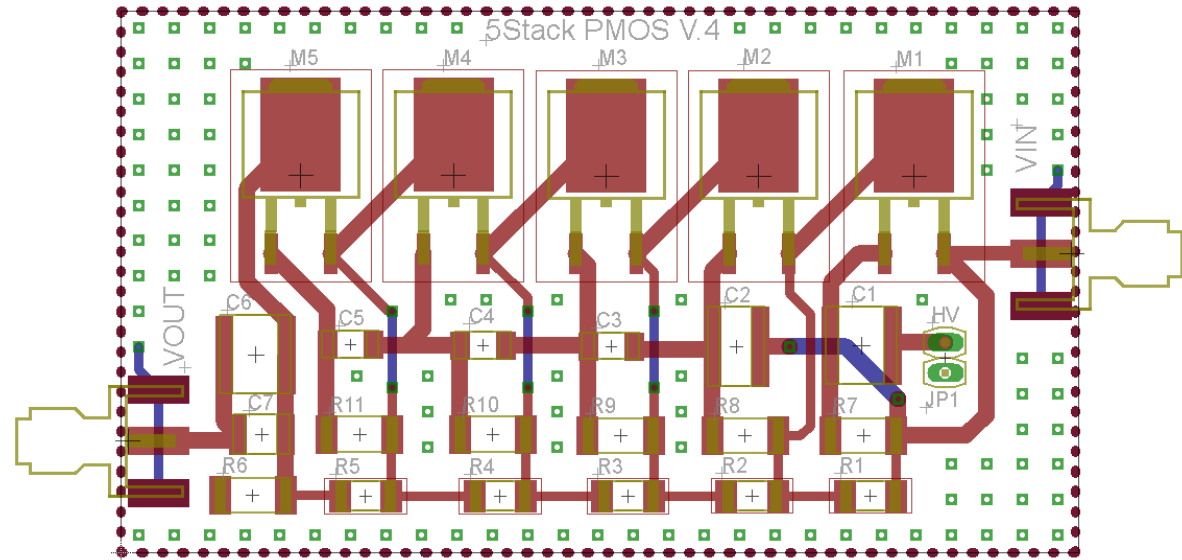 5Stack PMOS V.4
M5 M4 M3 M2 M1
VIN
VOUT
C6 C5 C4 C3 C2 C1 HV
JP1
C7 R11 R10 R9 R8 R7
R6 R5 R4 R3 R2 R1